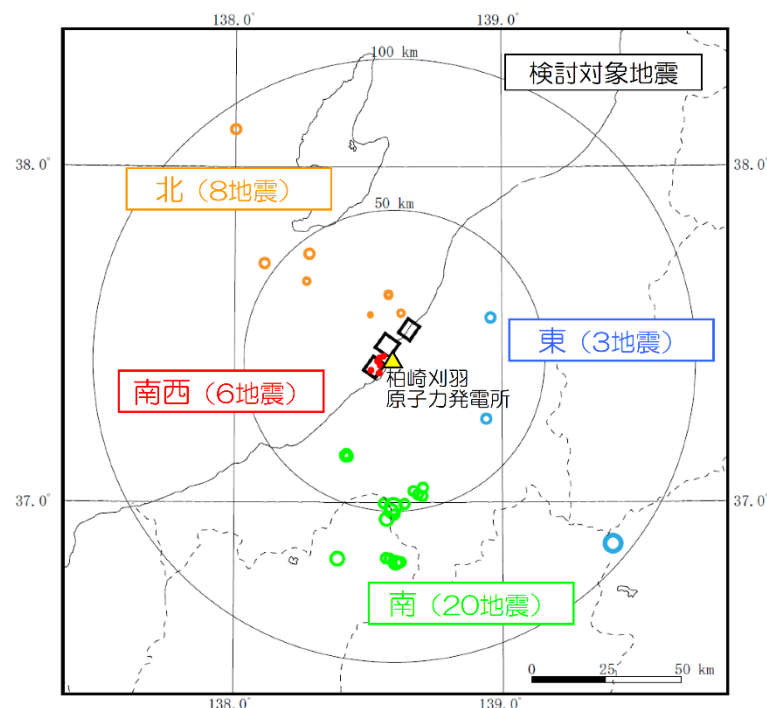 138.0°
139.0°
100 km
検討対象地震
38.0°
38.0°
北（8地震）
50 km
東（3地震）
柏崎刈羽
原子力発電所
南西（6地震）
37.0°
37.0°
南（20地震）
0 25 50 km
138.0°
139.0°